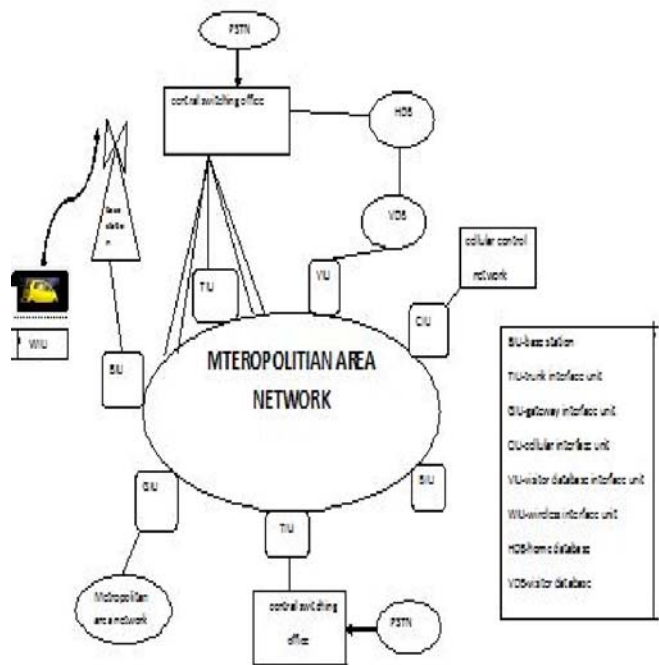 PSTN
central switching office
HDB
VDB
cellular control
network
base
station
TIU
VIU
CIU
WIU
BIU
MTEROPOLITIAN AREA
NETWORK
BIU-base station
TIU-trunk interface unit
GIU-gateway interface unit
CIU-cellular interface unit
VIU-visiter database interface unit
WIU-wireless interface unit
HDB-home database
VDB-visiter database
GIU
BIU
TIU
Metropolitan
area network
central switching
office
PSTN